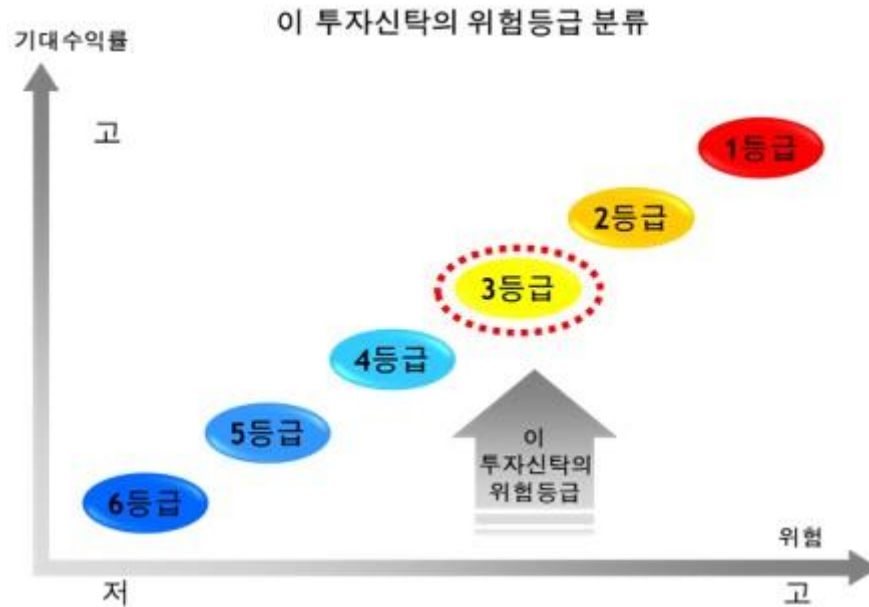 이 투자신탁의 위험등급 분류
기대수익률
고
1등급
2등급
3등급
4등급
5등급
6등급
이
투자신탁의
위험등급
위험
저
고